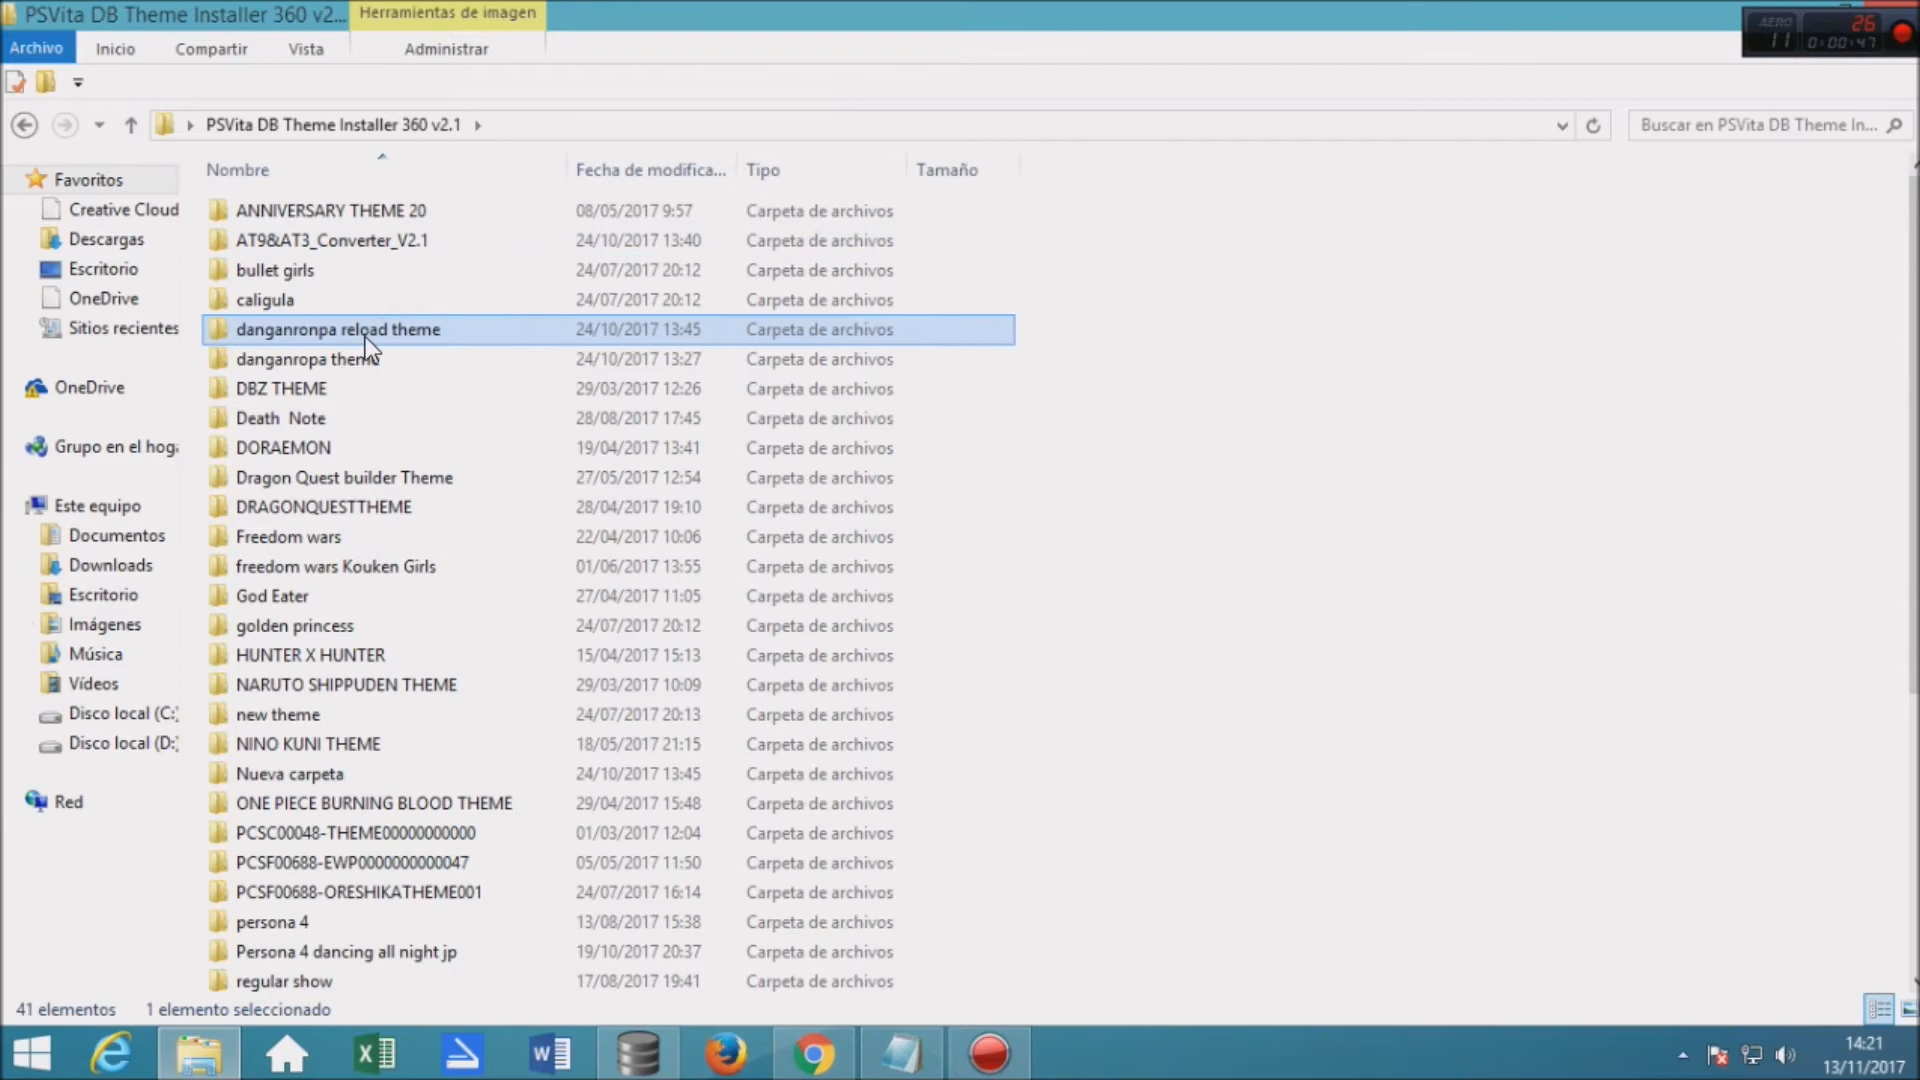 PSVita DB Theme Installer 360 v2...
Herramientas de imagen
Archivo
Inicio
Compartir
Vista
Administrar
AERO
11
26
0:00:47
PSVita DB Theme Installer 360 v2.1
Buscar en PSVita DB Theme In...
Nombre
Fecha de modifica...
Tipo
Tamaño
Favoritos
Creative Cloud
Descargas
Escritorio
OneDrive
Sitios recientes
OneDrive
Grupo en el hoga
Este equipo
Documentos
Downloads
Escritorio
Imágenes
Música
Vídeos
Disco local (C:)
Disco local (D:)
Red
ANNIVERSARY THEME 20 08/05/2017 9:57 Carpeta de archivos
AT9&AT3_Converter_V2.1 24/10/2017 13:40 Carpeta de archivos
bullet girls 24/07/2017 20:12 Carpeta de archivos
caligula 24/07/2017 20:12 Carpeta de archivos
danganronpa reload theme 24/10/2017 13:45 Carpeta de archivos
danganropa theme 24/10/2017 13:27 Carpeta de archivos
DBZ THEME 29/03/2017 12:26 Carpeta de archivos
Death Note 28/08/2017 17:45 Carpeta de archivos
DORAEMON 19/04/2017 13:41 Carpeta de archivos
Dragon Quest builder Theme 27/05/2017 12:54 Carpeta de archivos
DRAGONQUESTTHEME 28/04/2017 19:10 Carpeta de archivos
Freedom wars 22/04/2017 10:06 Carpeta de archivos
freedom wars Kouken Girls 01/06/2017 13:55 Carpeta de archivos
God Eater 27/04/2017 11:05 Carpeta de archivos
golden princess 24/07/2017 20:12 Carpeta de archivos
HUNTER X HUNTER 15/04/2017 15:13 Carpeta de archivos
NARUTO SHIPPUDEN THEME 29/03/2017 10:09 Carpeta de archivos
new theme 24/07/2017 20:13 Carpeta de archivos
NINO KUNI THEME 18/05/2017 21:15 Carpeta de archivos
Nueva carpeta 24/10/2017 13:45 Carpeta de archivos
ONE PIECE BURNING BLOOD THEME 29/04/2017 15:48 Carpeta de archivos
PCSC00048-THEME00000000000 01/03/2017 12:04 Carpeta de archivos
PCSF00688-EWP0000000000047 05/05/2017 11:50 Carpeta de archivos
PCSF00688-ORESHIKATHEME001 24/07/2017 16:14 Carpeta de archivos
persona 4 13/08/2017 15:38 Carpeta de archivos
Persona 4 dancing all night jp 19/10/2017 20:37 Carpeta de archivos
regular show 17/08/2017 19:41 Carpeta de archivos
41 elementos
1 elemento seleccionado
14:21
13/11/2017